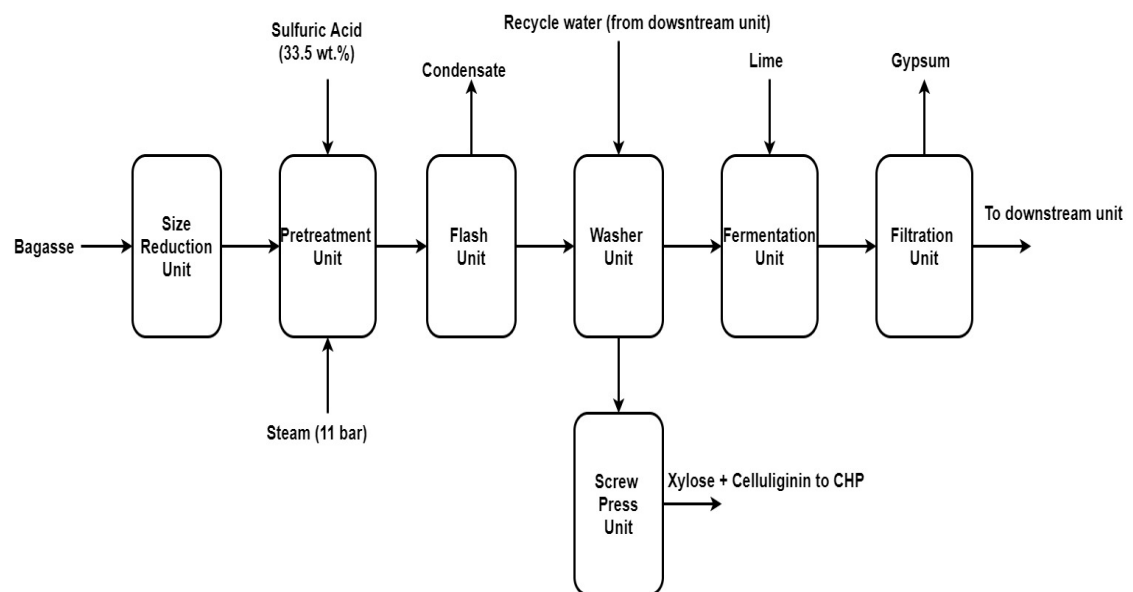 Recycle water (from dowsntream unit)
Sulfuric Acid
(33.5 wt.%)
Condensate
Lime
Gypsum
Bagasse
Size
Reduction
Unit
Pretreatment
Unit
Flash
Unit
Washer
Unit
Fermentation
Unit
Filtration
Unit
To downstream unit
Steam (11 bar)
Screw
Press
Unit
Xylose + Celluliginin to CHP